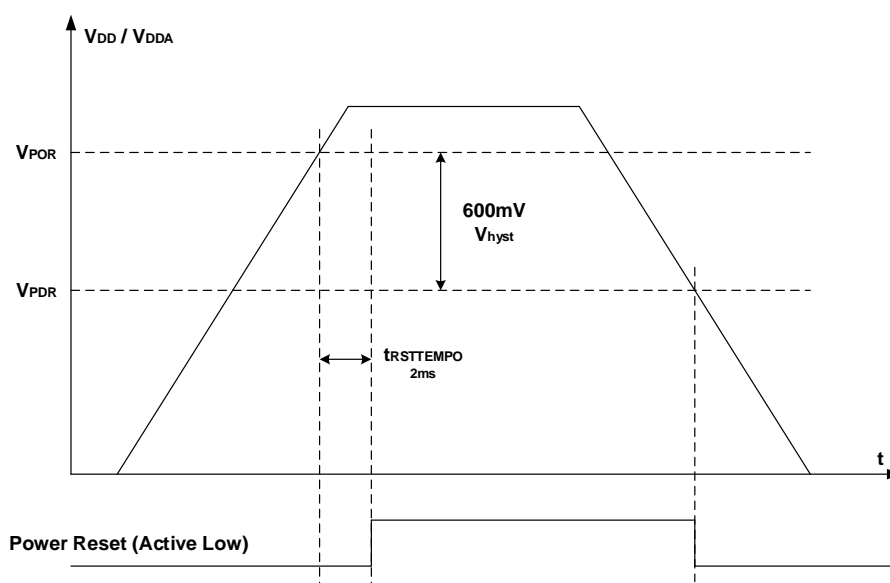 VDD / VDDA
VPOR
600mV
Vhyst
VPDR
tRSTTEMPO
2ms
t
Power Reset (Active Low)